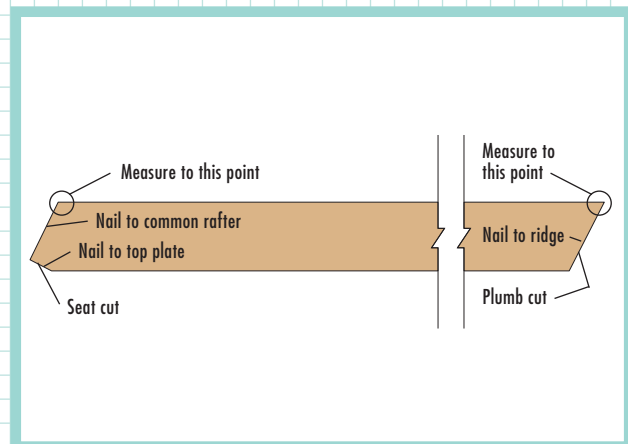 Measure to this point
Nail to common rafter
Nail to top plate
Seat cut
Measure to
this point
Nail to ridge
Plumb cut